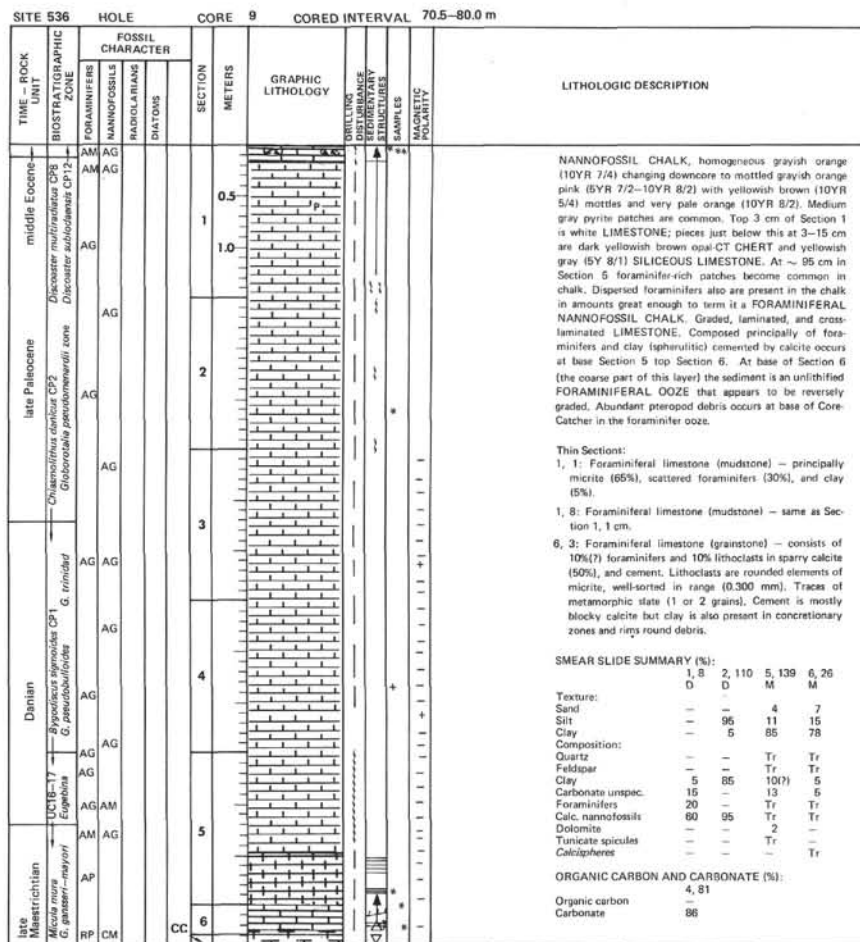 SITE 536 HOLE CORE 9 CORED INTERVAL 70.5–80.0 m
TIME – ROCK UNIT
BIOSTRATIGRAPHIC ZONE
FOSSIL CHARACTER
FORAMINIFERS
NANNOFOSSILS
RADIOLARIANS
DIATOMS
SECTION
METERS
GRAPHIC LITHOLOGY
DRILLING DISTURBANCE
SEDIMENTARY STRUCTURES
SAMPLES
MAGNETIC POLARITY
LITHOLOGIC DESCRIPTION
middle Eocene
late Paleocene
Danian
late Maestrichtian
Discoaster multiradiatus CP8
Discoaster sublodaensis CP12
Chiasmolithus danicus CP2
Globorotalia pseudomenardii zone
G. trinidad
Bygodiscus sigmoides CP1
G. pseudobulloides
UC16–17
Eugebina
Micula mura
G. gansseri–mayori
AM AG
AM AG
AG
AG
AG
AG
AG AG
AG
AG
AG
AG
AG
AG AM
AM AG
AP
RP CM
1
0.5
1.0
P
2
3
4
5
6
CC
NANNOFOSSIL CHALK, homogeneous grayish orange
(10YR 7/4) changing downcore to mottled grayish orange
pink (5YR 7/2–10YR 8/2) with yellowish brown (10YR
5/4) mottles and very pale orange (10YR 8/2). Medium
gray pyrite patches are common. Top 3 cm of Section 1
is white LIMESTONE; pieces just below this at 3–15 cm
are dark yellowish brown opal-CT CHERT and yellowish
gray (5Y 8/1) SILICEOUS LIMESTONE. At ~ 95 cm in
Section 5 foraminifer-rich patches become common in
chalk. Dispersed foraminifers also are present in the chalk
in amounts great enough to term it a FORAMINIFERAL
NANNOFOSSIL CHALK. Graded, laminated, and cross-
laminated LIMESTONE. Composed principally of fora-
minifers and clay (spherulitic) cemented by calcite occurs
at base Section 5 top Section 6. At base of Section 6
(the coarse part of this layer) the sediment is an unlithified
FORAMINIFERAL OOZE that appears to be reversely
graded. Abundant pteropod debris occurs at base of Core-
Catcher in the foraminifer ooze.
Thin Sections:
1, 1: Foraminiferal limestone (mudstone) – principally
micrite (65%), scattered foraminifers (30%), and clay
(5%).
1, 8: Foraminiferal limestone (mudstone) – same as Sec-
tion 1, 1 cm.
6, 3: Foraminiferal limestone (grainstone) – consists of
10%(?) foraminifers and 10% lithoclasts in sparry calcite
(50%), and cement. Lithoclasts are rounded elements of
micrite, well-sorted in range (0.300 mm). Traces of
metamorphic slate (1 or 2 grains). Cement is mostly
blocky calcite but clay is also present in concretionary
zones and rims round debris.
SMEAR SLIDE SUMMARY (%):
1, 8 2, 110 5, 139 6, 26
D D M M
Texture:
Sand – – 4 7
Silt – 95 11 15
Clay – 5 85 78
Composition:
Quartz – – Tr Tr
Feldspar – – Tr Tr
Clay 5 85 10(?) 5
Carbonate unspec. 15 – 13 5
Foraminifers 20 – Tr Tr
Calc. nannofossils 60 95 Tr Tr
Dolomite – – 2 –
Tunicate spicules – – Tr –
Calcispheres – – – Tr
ORGANIC CARBON AND CARBONATE (%):
4, 81
Organic carbon –
Carbonate 86